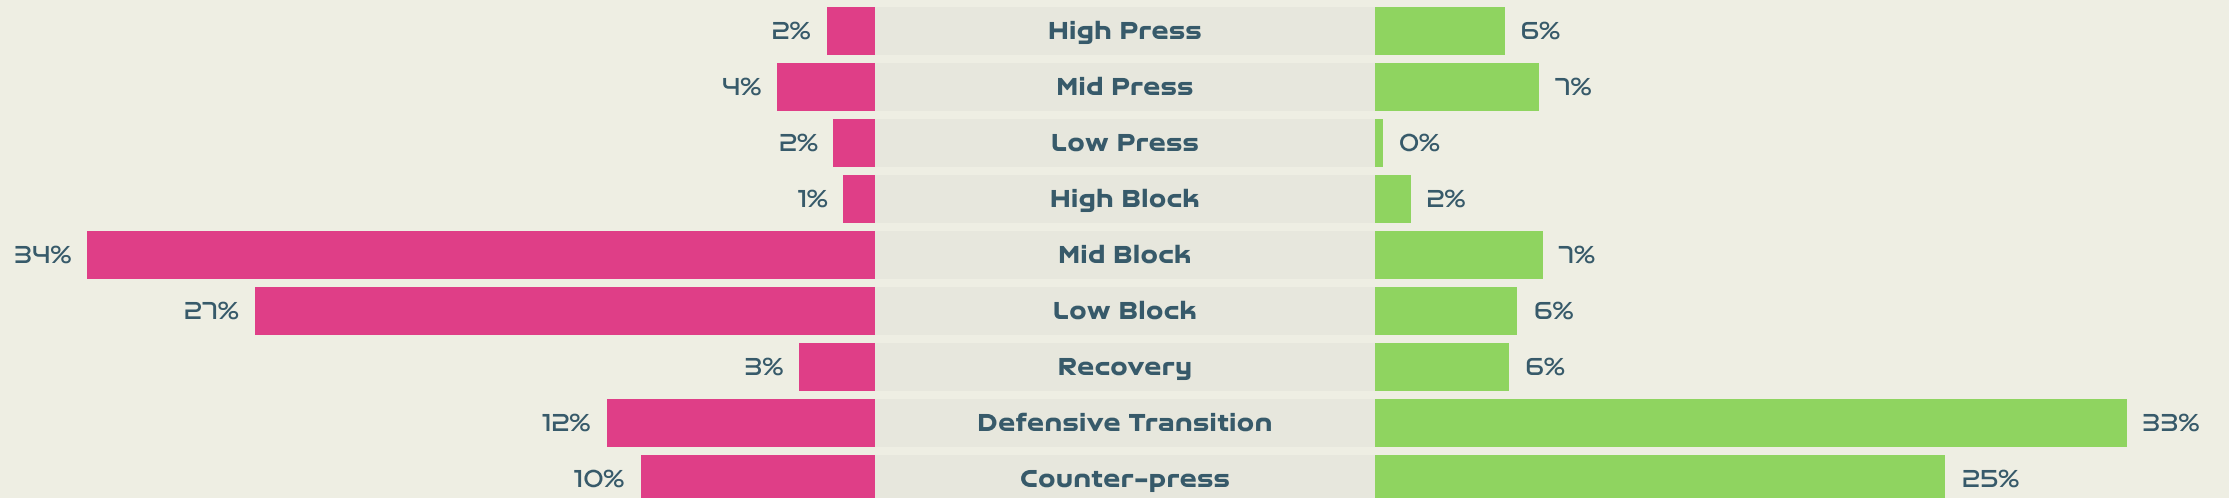 2% High Press 6%
4% Mid Press 7%
2% Low Press 0%
1% High Block 2%
34% Mid Block 7%
27% Low Block 6%
3% Recovery 6%
12% Defensive Transition 33%
10% Counter-press 25%